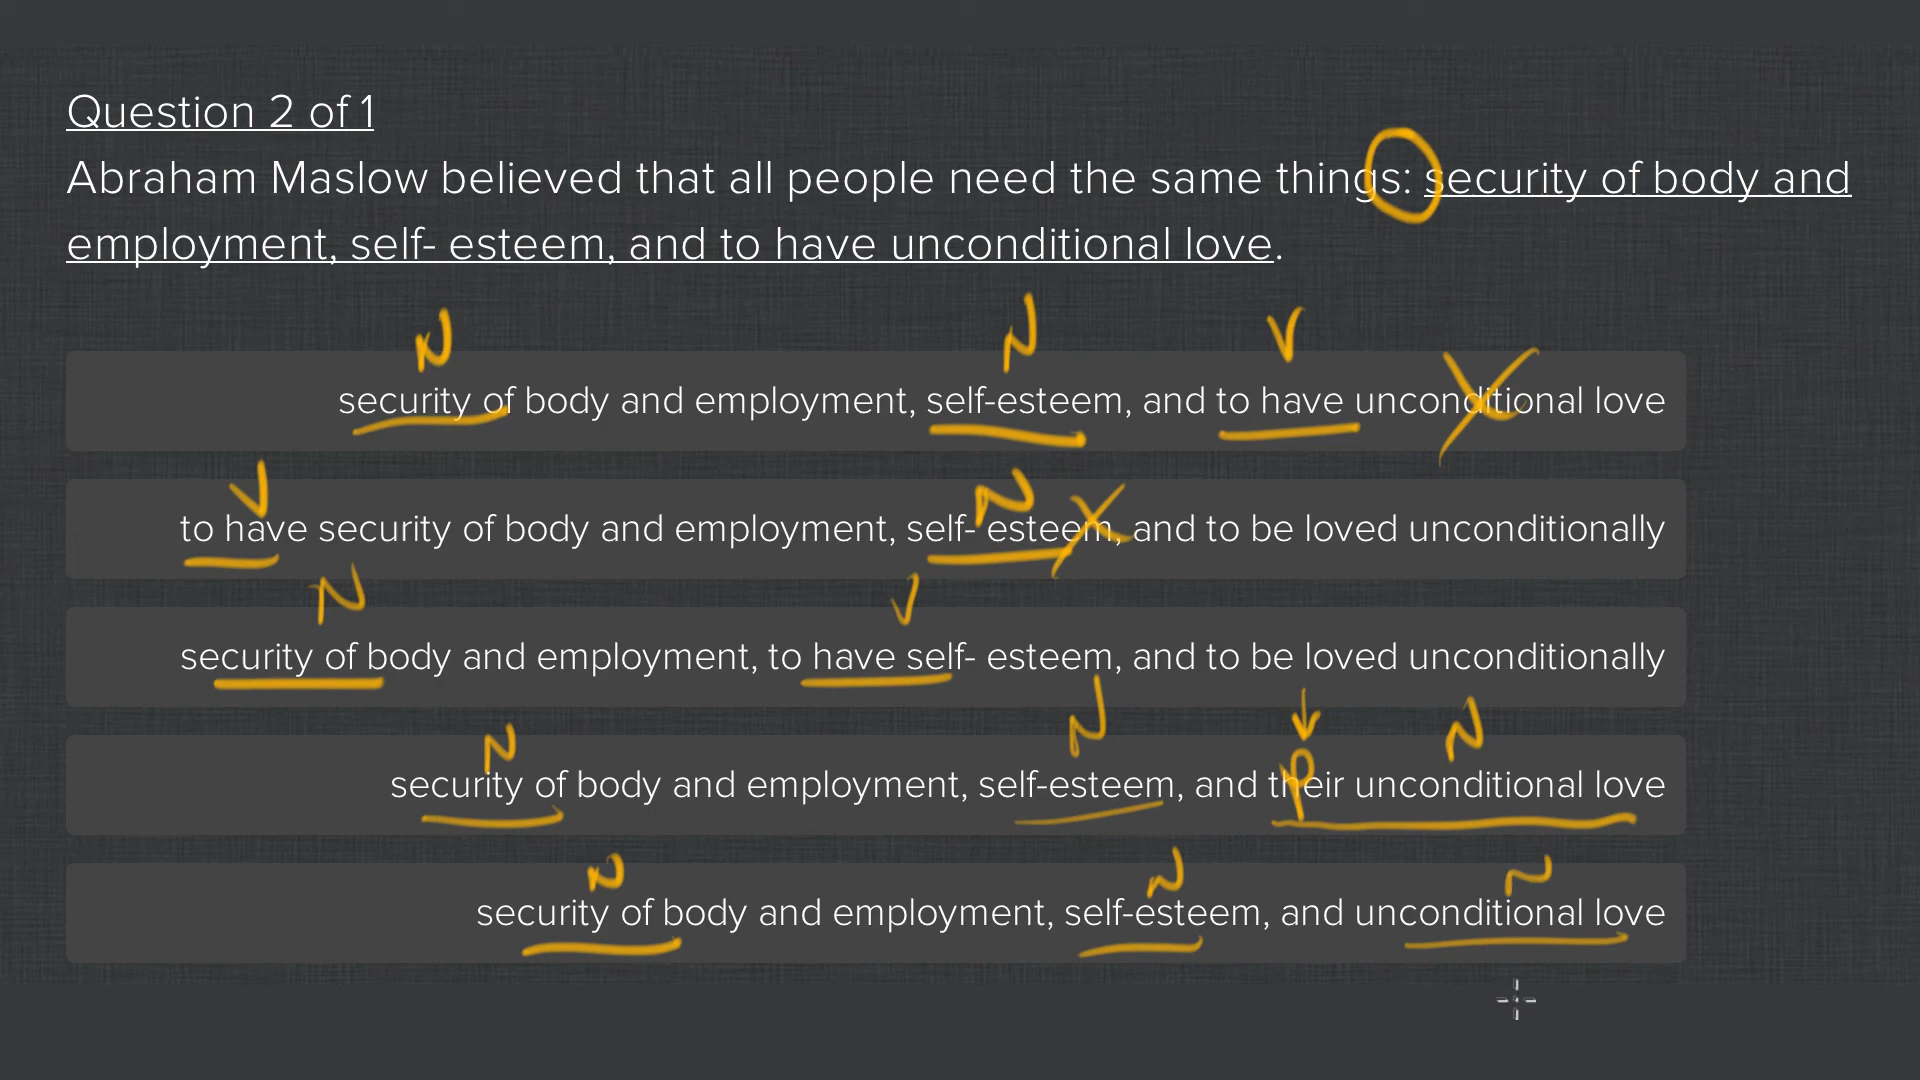 Question 2 of 1
Abraham Maslow believed that all people need the same things: security of body and
employment, self- esteem, and to have unconditional love.
N N V
security of body and employment, self-esteem, and to have unconditional love
V N
to have security of body and employment, self- esteem, and to be loved unconditionally
N V
security of body and employment, to have self- esteem, and to be loved unconditionally
N N P N
security of body and employment, self-esteem, and their unconditional love
N N N
security of body and employment, self-esteem, and unconditional love